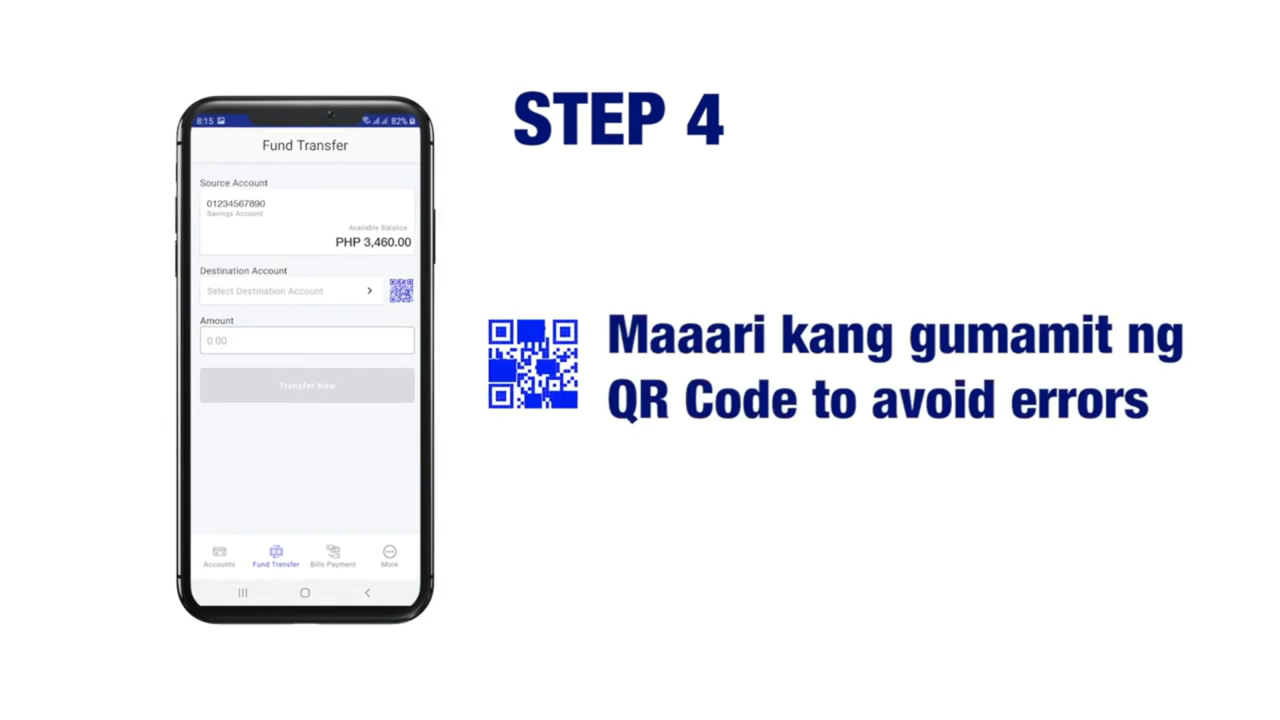 STEP 4
8:15
82%
Fund Transfer
Source Account
01234567890
Savings Account
Available Balance
PHP 3,460.00
Destination Account
Select Destination Account
Amount
0.00
Transfer Now
Accounts
Fund Transfer
Bills Payment
More
Maaari kang gumamit ng
QR Code to avoid errors